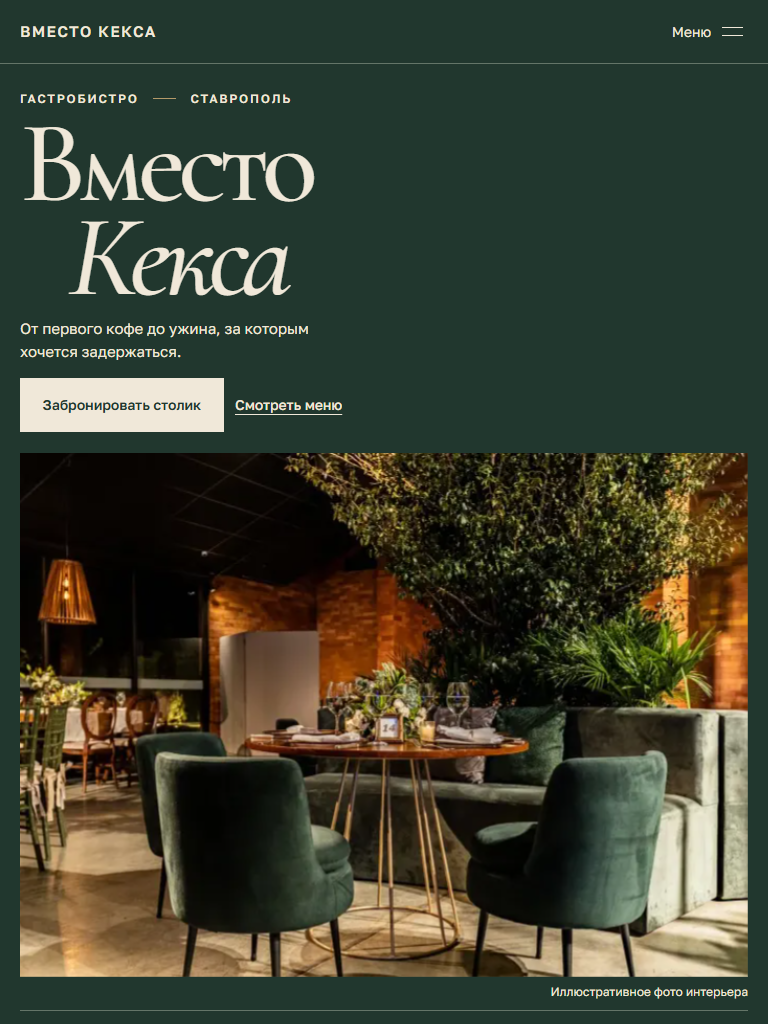 ВМЕСТО КЕКСА
Меню
ГАСТРОБИСТРО — СТАВРОПОЛЬ
Вместо
Кекса
От первого кофе до ужина, за которым
хочется задержаться.
Забронировать столик
Смотреть меню
14
Иллюстративное фото интерьера